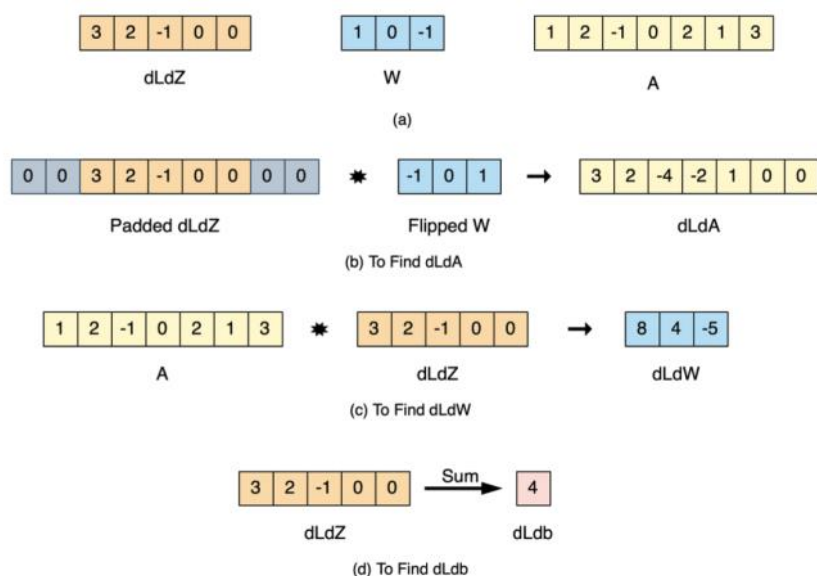 3 2 -1 0 0 1 0 -1 1 2 -1 0 2 1 3
dLdZ W A
(a)
0 0 3 2 -1 0 0 0 0 * -1 0 1 → 3 2 -4 -2 1 0 0
Padded dLdZ Flipped W dLdA
(b) To Find dLdA
1 2 -1 0 2 1 3 * 3 2 -1 0 0 → 8 4 -5
A dLdZ dLdW
(c) To Find dLdW
3 2 -1 0 0 Sum 4
dLdZ dLdb
(d) To Find dLdb